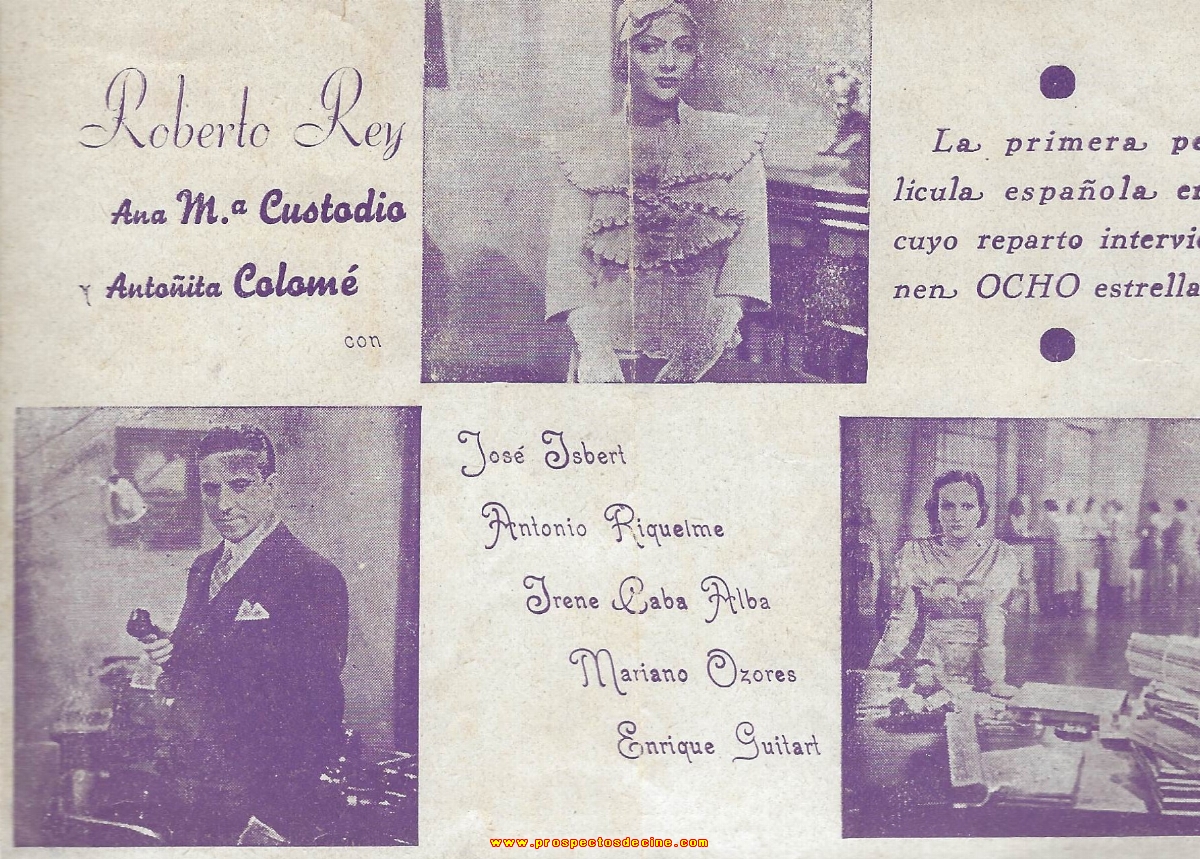 Roberto Rey
Ana M.ª Custodio
y Antoñita Colomé
con
La primera pe
lícula española en
cuyo reparto intervie
nen OCHO estrella
José Isbert
Antonio Riquelme
Irene Caba Alba
Mariano Ozores
Enrique Guitart
www.prospectosdecine.com